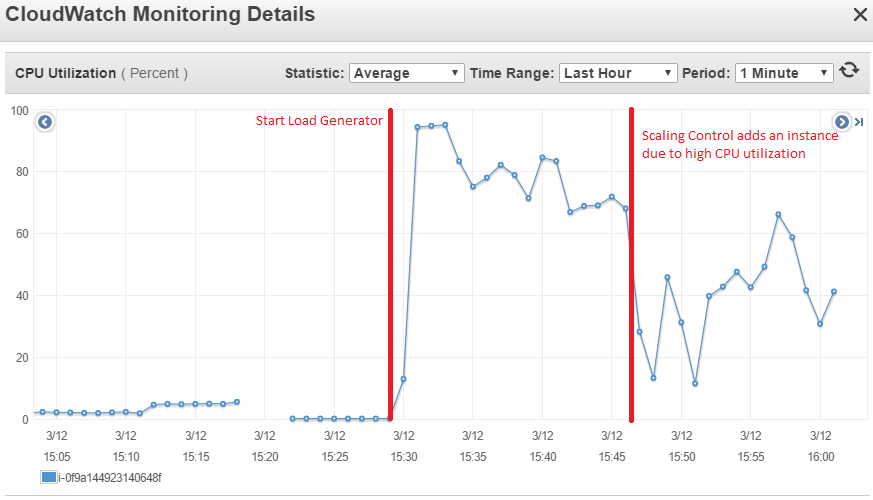 CloudWatch Monitoring Details
CPU Utilization ( Percent )
Statistic: Average Time Range: Last Hour Period: 1 Minute
100
80
60
40
20
0
Start Load Generator
Scaling Control adds an instance
due to high CPU utilization
3/12 3/12 3/12 3/12 3/12 3/12 3/12 3/12 3/12 3/12 3/12 3/12
15:05 15:10 15:15 15:20 15:25 15:30 15:35 15:40 15:45 15:50 15:55 16:00
i-0f9a144923140648f